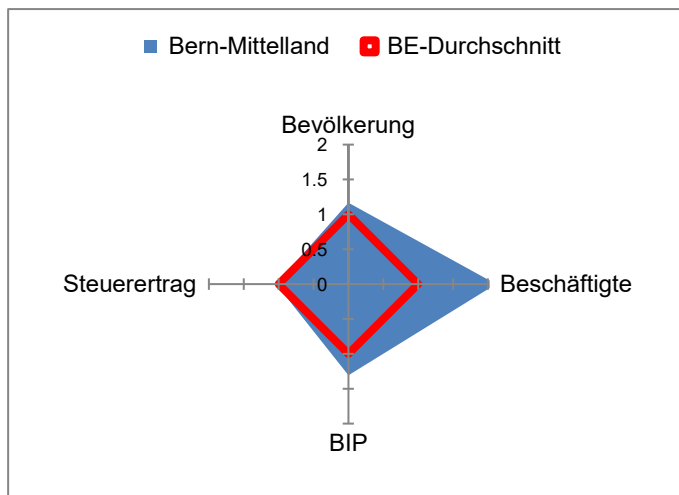 Bern-Mittelland BE-Durchschnitt
Bevölkerung
2
1.5
1
0.5
0
Steuerertrag
Beschäftigte
BIP